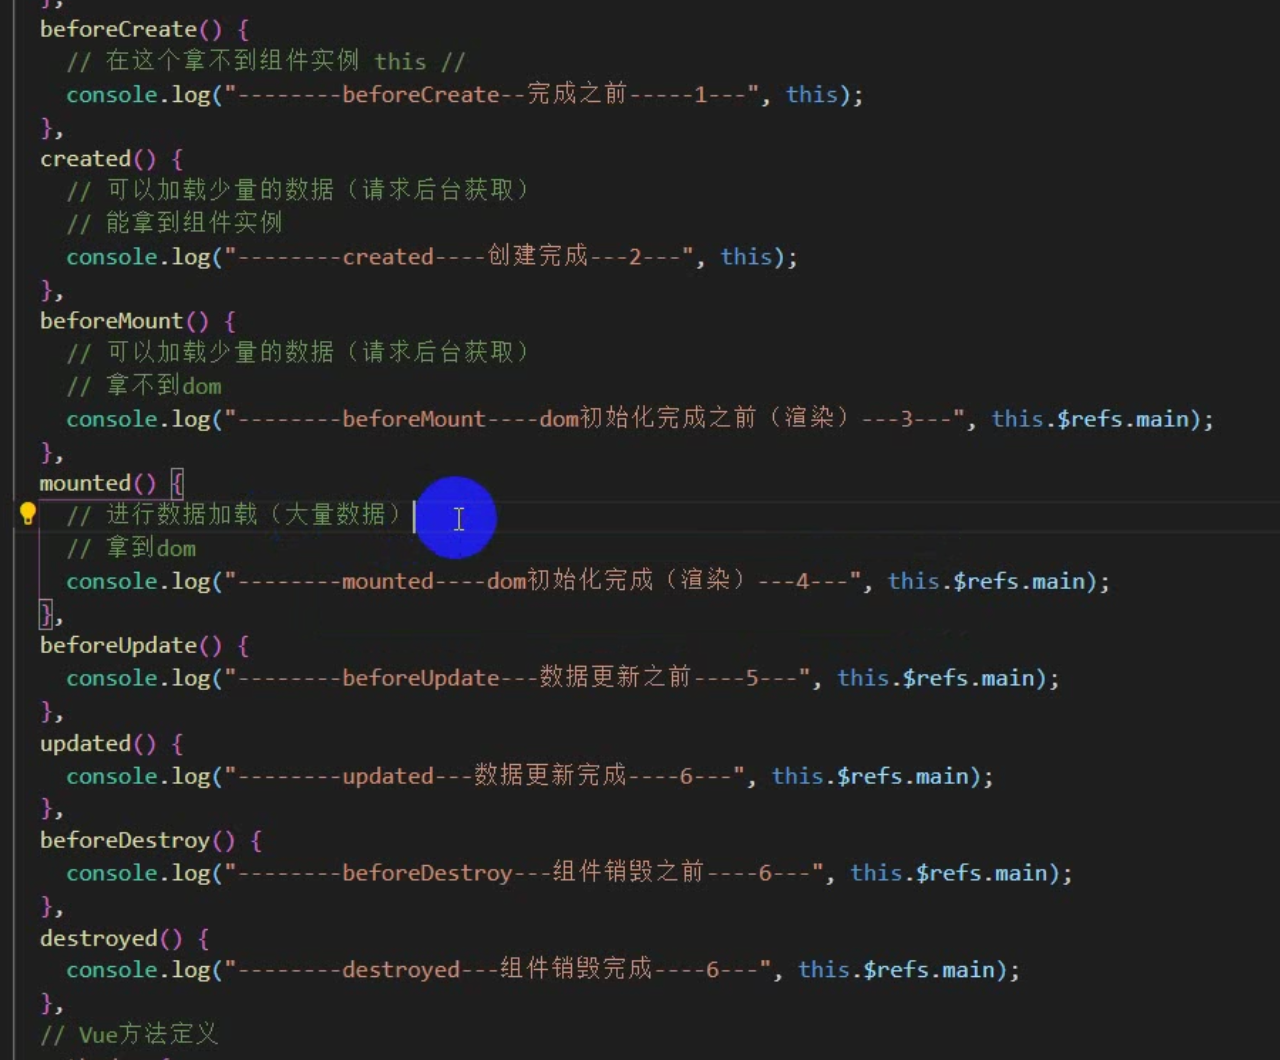 },
beforeCreate() {
// 在这个拿不到组件实例 this //
console.log("--------beforeCreate--完成之前-----1---", this);
},
created() {
// 可以加载少量的数据（请求后台获取）
// 能拿到组件实例
console.log("--------created----创建完成---2---", this);
},
beforeMount() {
// 可以加载少量的数据（请求后台获取）
// 拿不到dom
console.log("--------beforeMount----dom初始化完成之前（渲染）---3---", this.$refs.main);
},
mounted() {
// 进行数据加载（大量数据）
// 拿到dom
console.log("--------mounted----dom初始化完成（渲染）---4---", this.$refs.main);
},
beforeUpdate() {
console.log("--------beforeUpdate---数据更新之前----5---", this.$refs.main);
},
updated() {
console.log("--------updated---数据更新完成----6---", this.$refs.main);
},
beforeDestroy() {
console.log("--------beforeDestroy---组件销毁之前----6---", this.$refs.main);
},
destroyed() {
console.log("--------destroyed---组件销毁完成----6---", this.$refs.main);
},
// Vue方法定义